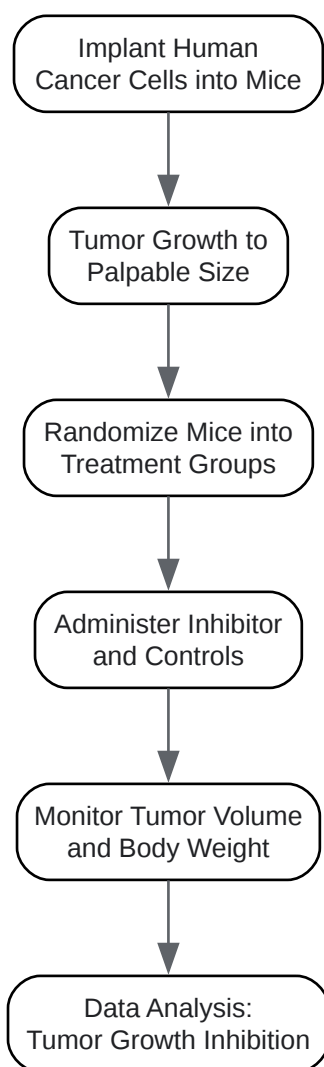 Implant Human
Cancer Cells into Mice
Tumor Growth to
Palpable Size
Randomize Mice into
Treatment Groups
Administer Inhibitor
and Controls
Monitor Tumor Volume
and Body Weight
Data Analysis:
Tumor Growth Inhibition